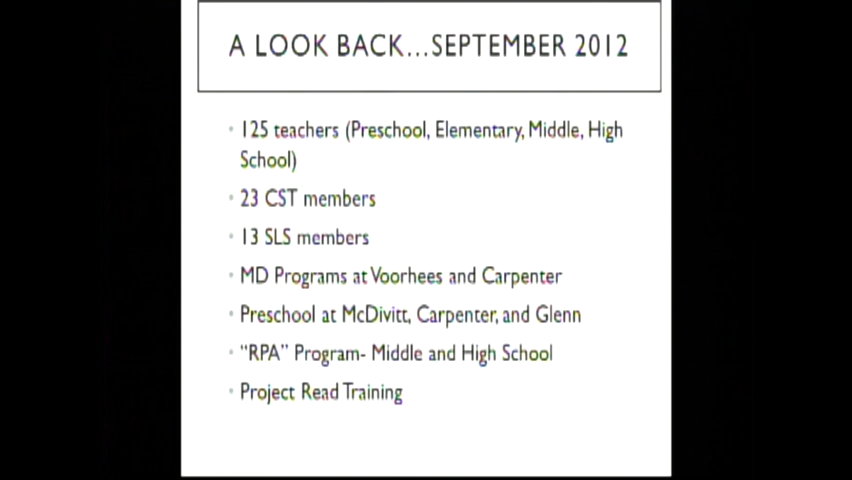 A LOOK BACK...SEPTEMBER 2012
• 125 teachers (Preschool, Elementary, Middle, High
School)
• 23 CST members
• 13 SLS members
• MD Programs at Voorhees and Carpenter
• Preschool at McDivitt, Carpenter, and Glenn
• “RPA” Program- Middle and High School
• Project Read Training